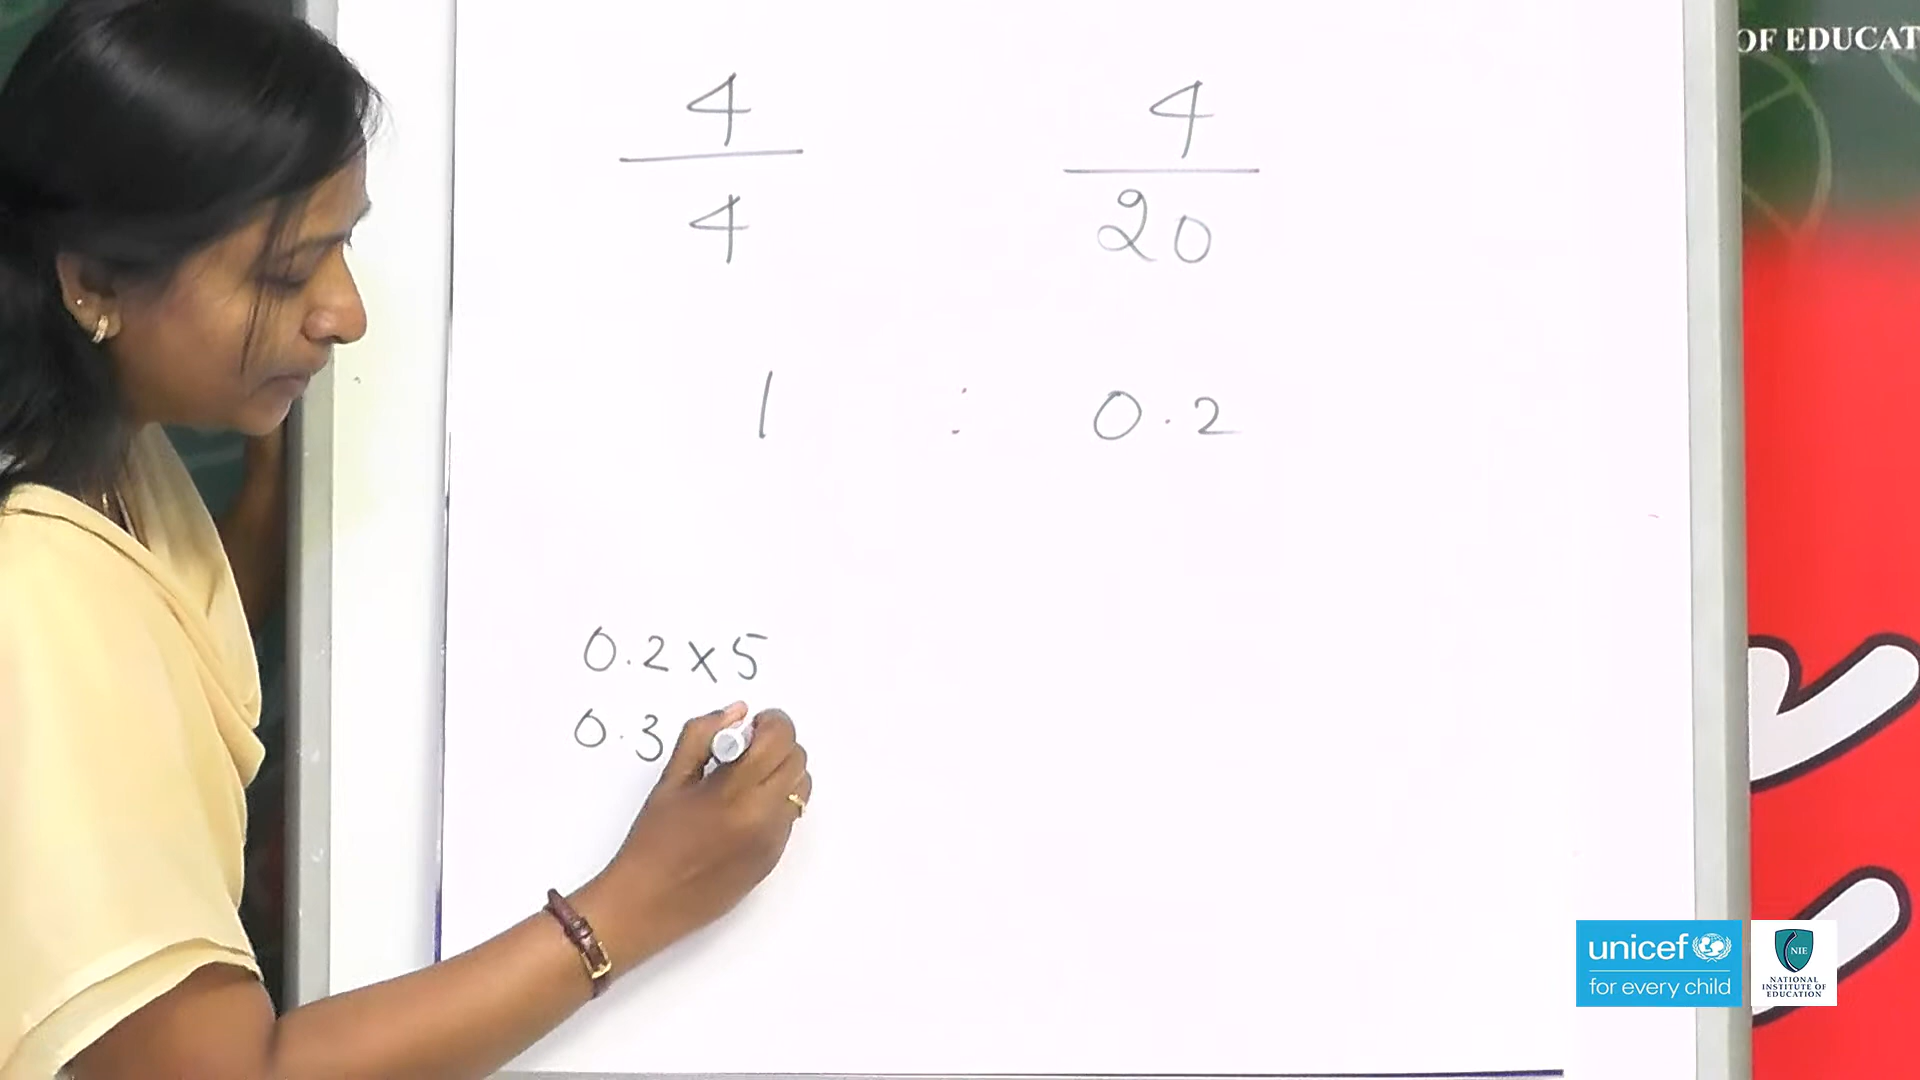 OF EDUCAT
4 4
4 20
1 : 0.2
0.2 x 5
0.3
unicef
for every child
NIE
NATIONAL
INSTITUTE OF
EDUCATION